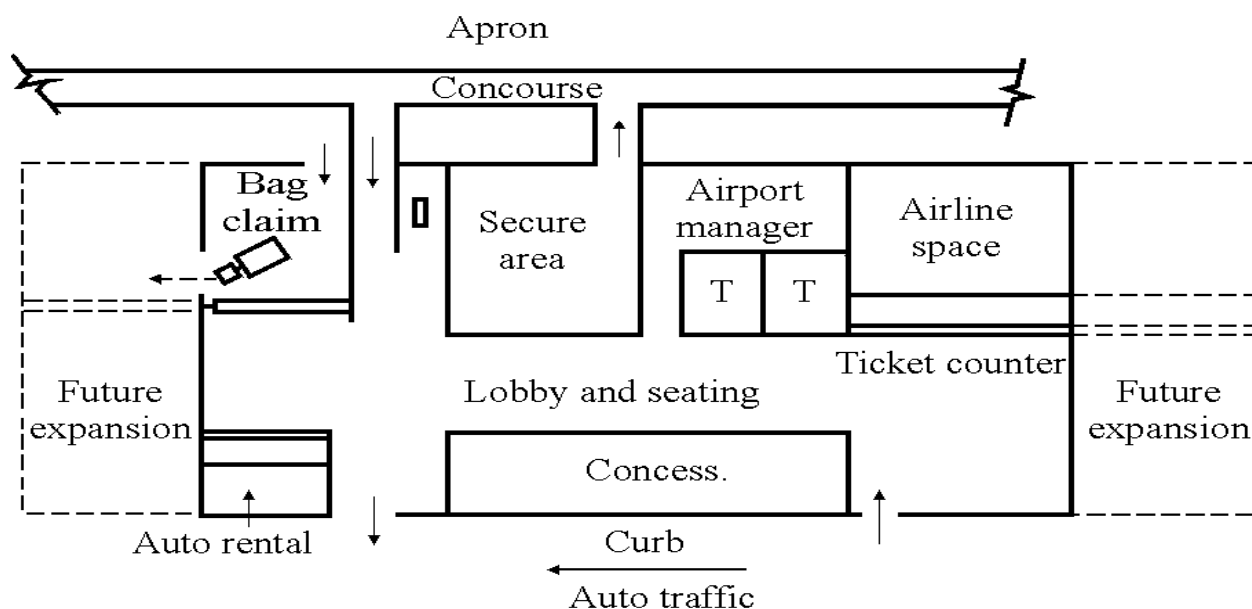 Apron
Concourse
Bag
claim
Secure
area
Airport
manager
Airline
space
T
T
Ticket counter
Future
expansion
Lobby and seating
Future
expansion
Concess.
Auto rental
Curb
Auto traffic